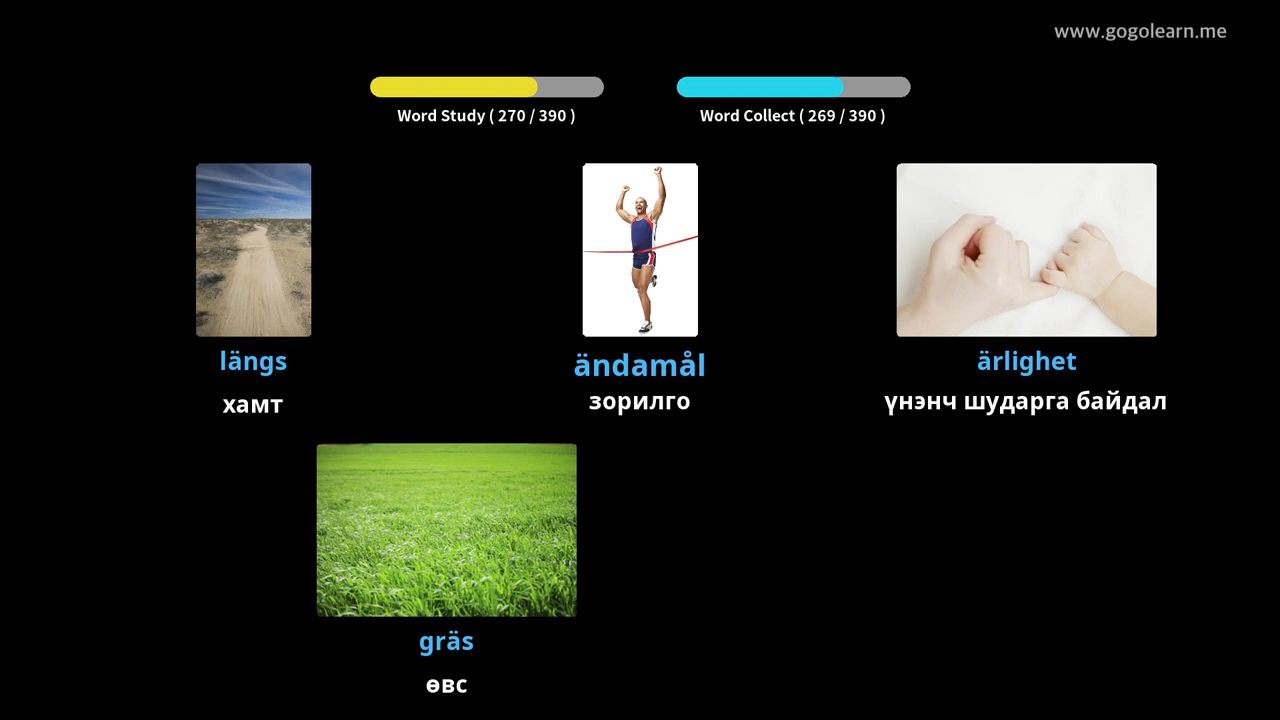 www.gogolearn.me
Word Study ( 270 / 390 )
Word Collect ( 269 / 390 )
längs
хамт
ändamål
зорилго
ärlighet
үнэнч шударга байдал
gräs
өвс